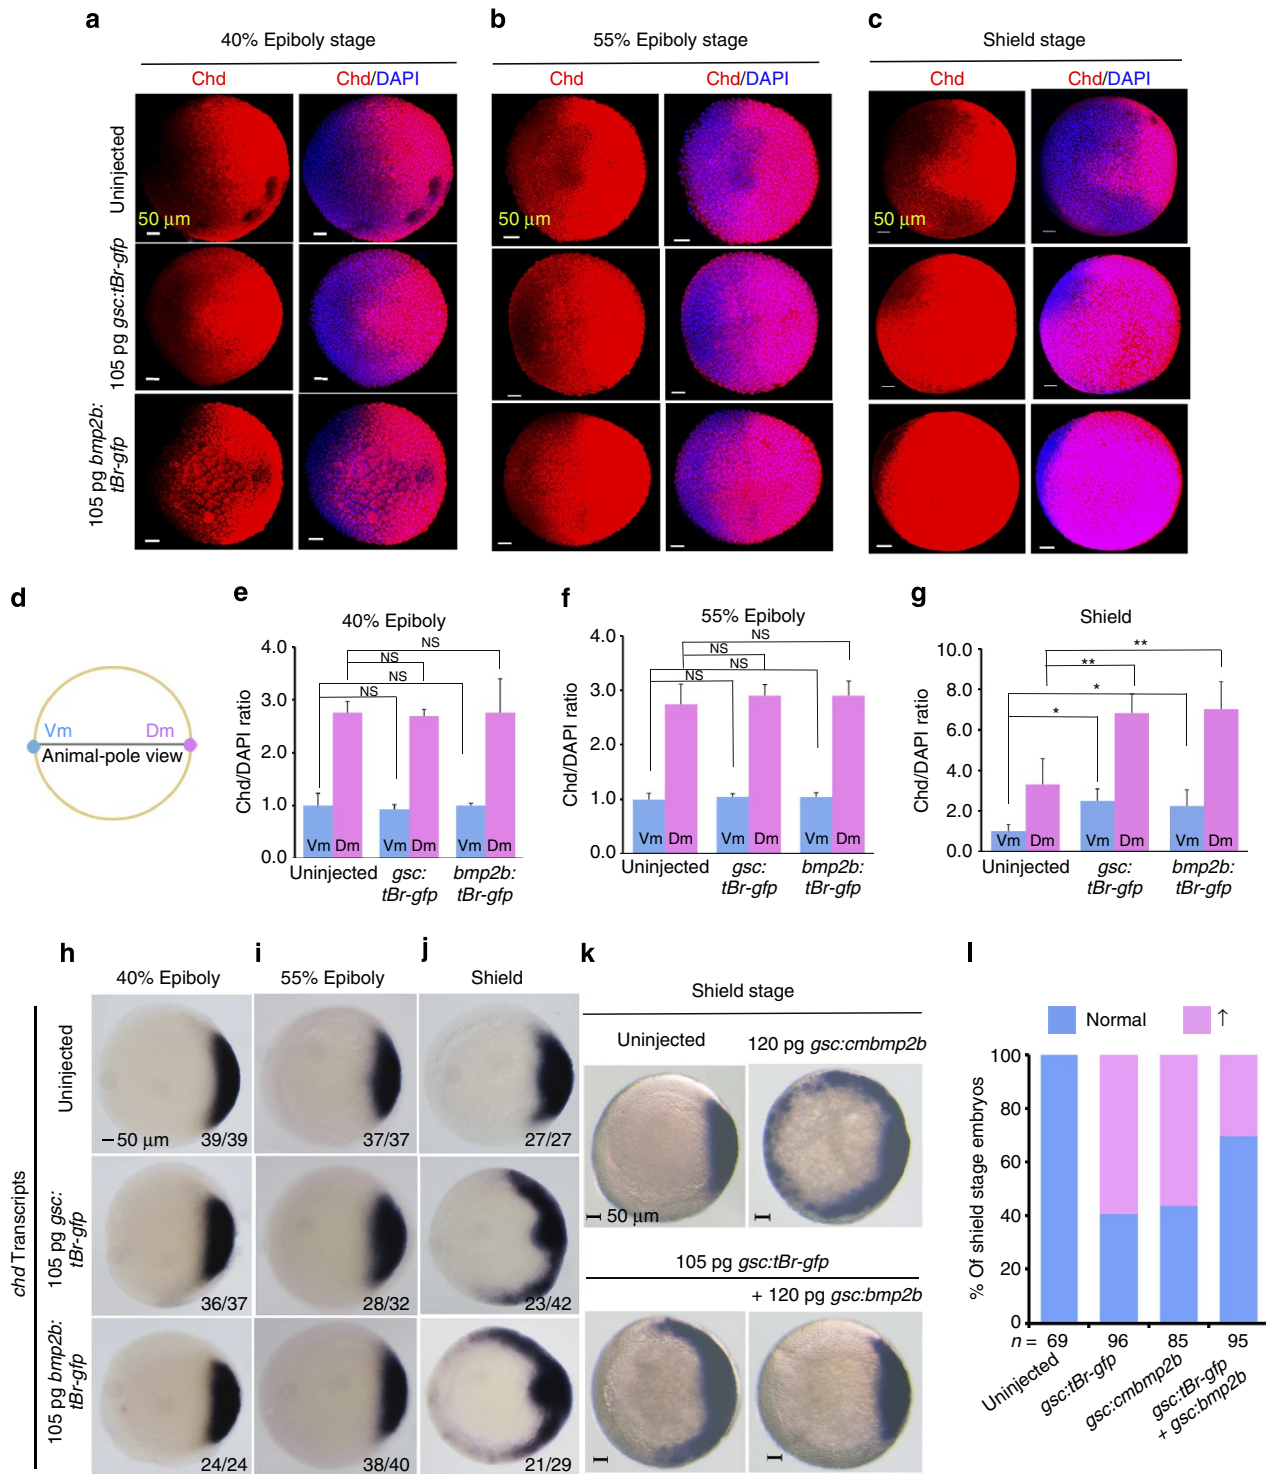 a
40% Epiboly stage
Chd
Chd/DAPI
b
55% Epiboly stage
Chd
Chd/DAPI
c
Shield stage
Chd
Chd/DAPI
Uninjected
50 μm
50 μm
50 μm
105 pg gsc:tBr-gfp
105 pg bmp2b:
tBr-gfp
d
Vm
Dm
Animal-pole view
e
40% Epiboly
Chd/DAPI ratio
4.0
3.0
2.0
1.0
0.0
NS
NS
NS
NS
Vm
Dm
Vm
Dm
Vm
Dm
Uninjected
gsc:
tBr-gfp
bmp2b:
tBr-gfp
f
55% Epiboly
Chd/DAPI ratio
4.0
3.0
2.0
1.0
0.0
NS
NS
NS
NS
Vm
Dm
Vm
Dm
Vm
Dm
Uninjected
gsc:
tBr-gfp
bmp2b:
tBr-gfp
g
Shield
Chd/DAPI ratio
10.0
8.0
6.0
4.0
2.0
0.0
**
**
*
*
Vm
Dm
Vm
Dm
Vm
Dm
Uninjected
gsc:
tBr-gfp
bmp2b:
tBr-gfp
h
40% Epiboly
i
55% Epiboly
j
Shield
chd Transcripts
Uninjected
50 μm
39/39
37/37
27/27
105 pg gsc:
tBr-gfp
36/37
28/32
23/42
105 pg bmp2b:
tBr-gfp
24/24
38/40
21/29
k
Shield stage
Uninjected
120 pg gsc:cmbmp2b
50 μm
105 pg gsc:tBr-gfp
+ 120 pg gsc:bmp2b
l
Normal
↑
% Of shield stage embryos
100
80
60
40
20
0
n = 69
96
85
95
Uninjected
gsc:tBr-gfp
gsc:cmbmp2b
gsc:tBr-gfp
+ gsc:bmp2b